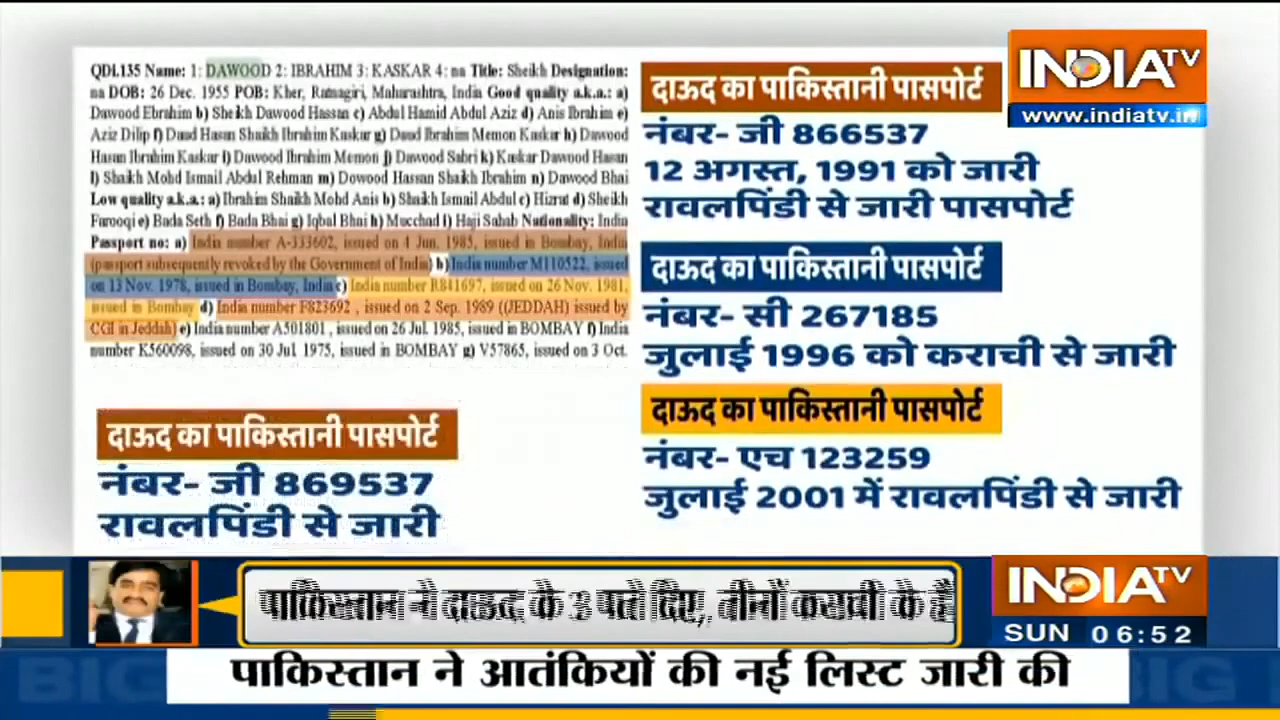 QDi.135 Name: 1: DAWOOD 2: IBRAHIM 3: KASKAR 4: na Title: Sheikh Designation:
na DOB: 26 Dec. 1955 POB: Kher, Ratnagiri, Maharashtra, India Good quality a.k.a.: a)
Dawood Ebrahim b) Sheikh Dawood Hassan c) Abdul Hamid Abdul Aziz d) Anis Ibrahim e)
Aziz Dilip f) Daud Hasan Shaikh Ibrahim Kaskar g) Daud Ibrahim Memon Kaskar h) Dawood
Hasan Ibrahim Kaskar i) Dawood Ibrahim Memon j) Dawood Sabri k) Kaskar Dawood Hasan
l) Shaikh Mohd Ismail Abdul Rehman m) Dowood Hassan Shaikh Ibrahim n) Dawood Bhai
Low quality a.k.a.: a) Ibrahim Shaikh Mohd Anis b) Shaikh Ismail Abdul c) Hizrat d) Sheikh
Farooqi e) Bada Seth f) Bada Bhai g) Iqbal Bhai h) Mucchad i) Haji Sahab Nationality: India
Passport no: a) India number A-333602, issued on 4 Jun. 1985, issued in Bombay, India
(passport subsequently revoked by the Government of India) b) India number M110522, issued
on 13 Nov. 1978, issued in Bombay, India c) India number R841697, issued on 26 Nov. 1981,
issued in Bombay d) India number F823692 , issued on 2 Sep. 1989 ((JEDDAH) issued by
CGI in Jeddah) e) India number A501801 , issued on 26 Jul. 1985, issued in BOMBAY f) India
number K560098, issued on 30 Jul. 1975, issued in BOMBAY g) V57865, issued on 3 Oct.
दाऊद का पाकिस्तानी पासपोर्ट
नंबर- जी 869537
रावलपिंडी से जारी
दाऊद का पाकिस्तानी पासपोर्ट
नंबर- जी 866537
12 अगस्त, 1991 को जारी
रावलपिंडी से जारी पासपोर्ट
दाऊद का पाकिस्तानी पासपोर्ट
नंबर- सी 267185
जुलाई 1996 को कराची से जारी
दाऊद का पाकिस्तानी पासपोर्ट
नंबर- एच 123259
जुलाई 2001 में रावलपिंडी से जारी
INDIA TV
www.indiatv.in
पाकिस्तान ने दाऊद के 3 पते दिए, तीनों कराची के हैं
INDIA TV
SUN 06:52
पाकिस्तान ने आतंकियों की नई लिस्ट जारी की
BIG
BIG